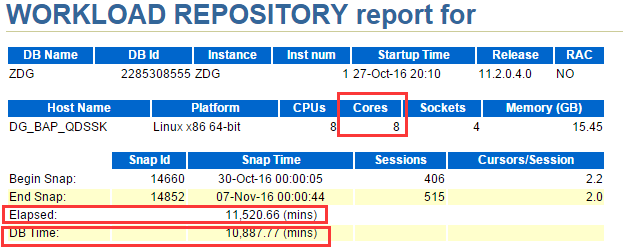 WORKLOAD REPOSITORY report for
DB Name DB Id Instance Inst num Startup Time Release RAC
ZDG 2285308555 ZDG 1 27-Oct-16 20:10 11.2.0.4.0 NO
Host Name Platform CPUs Cores Sockets Memory (GB)
DG_BAP_QDSSK Linux x86 64-bit 8 8 4 15.45
Snap Id Snap Time Sessions Cursors/Session
Begin Snap: 14660 30-Oct-16 00:00:05 406 2.2
End Snap: 14852 07-Nov-16 00:00:44 515 2.0
Elapsed: 11,520.66 (mins)
DB Time: 10,887.77 (mins)